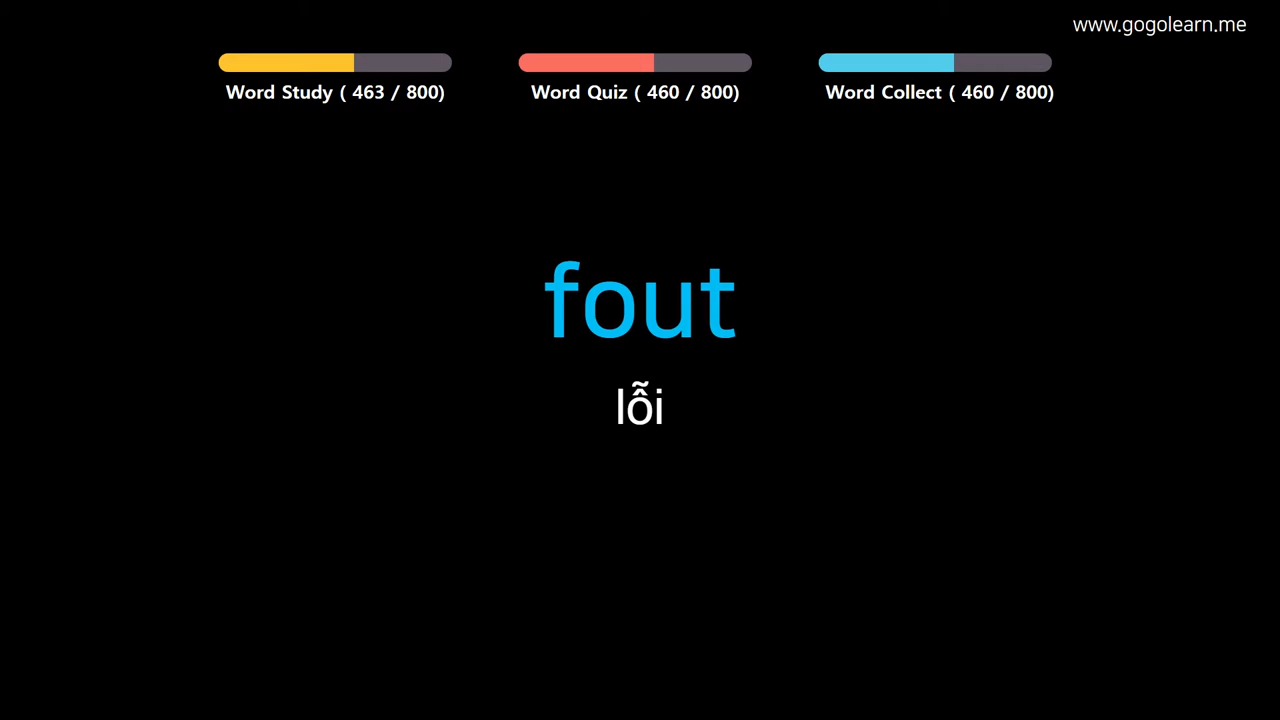 www.gogolearn.me
Word Study ( 463 / 800)
Word Quiz ( 460 / 800)
Word Collect ( 460 / 800)
fout
lỗi